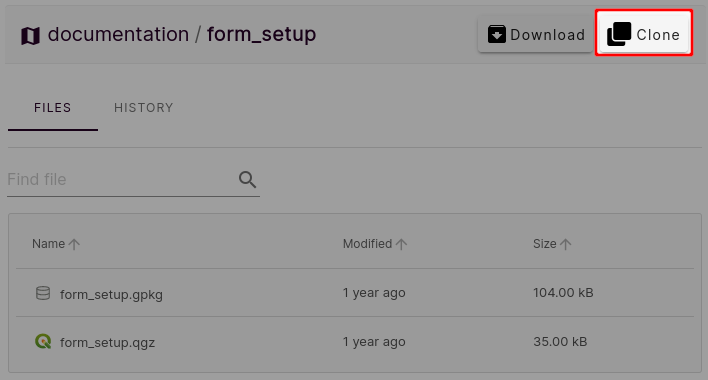 documentation / form_setup
Download
Clone
FILES
HISTORY
Find file
Name Modified Size
form_setup.gpkg 1 year ago 104.00 kB
form_setup.qgz 1 year ago 35.00 kB